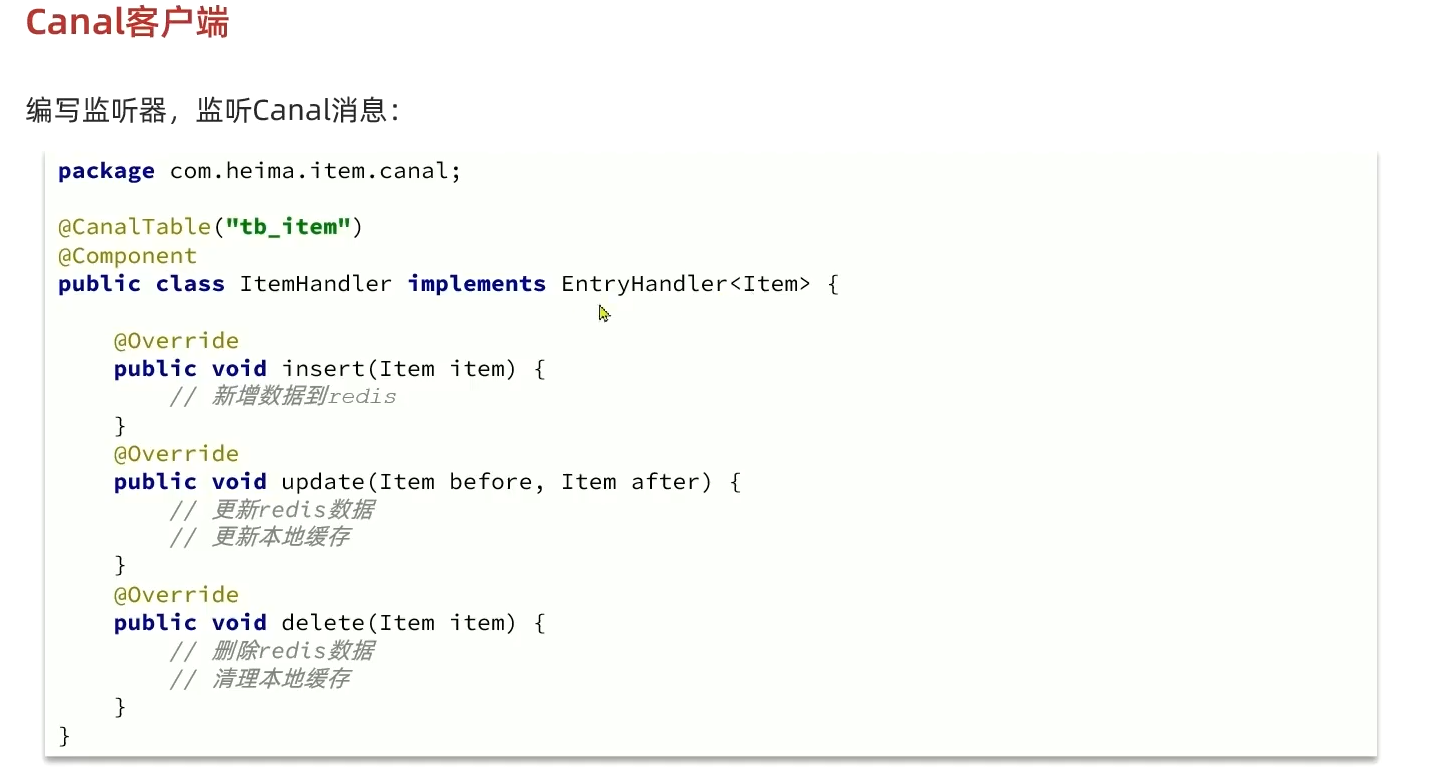 Canal客户端
编写监听器，监听Canal消息：
package com.heima.item.canal;
@CanalTable("tb_item")
@Component
public class ItemHandler implements EntryHandler<Item> {
@Override
public void insert(Item item) {
// 新增数据到redis
}
@Override
public void update(Item before, Item after) {
// 更新redis数据
// 更新本地缓存
}
@Override
public void delete(Item item) {
// 删除redis数据
// 清理本地缓存
}
}